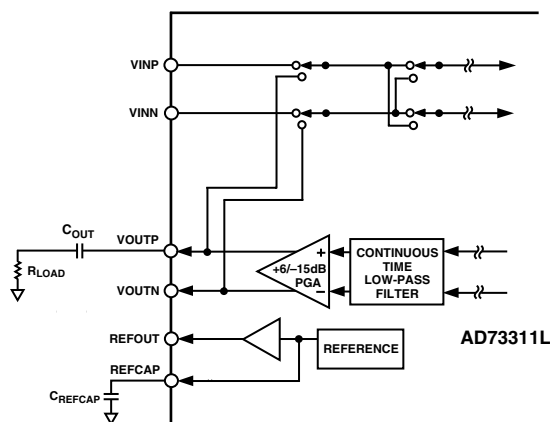 VINP
VINN
C_OUT
VOUTP
R_LOAD
VOUTN
+
–
+6/–15dB
PGA
CONTINUOUS
TIME
LOW-PASS
FILTER
REFOUT
REFERENCE
AD73311L
REFCAP
C_REFCAP